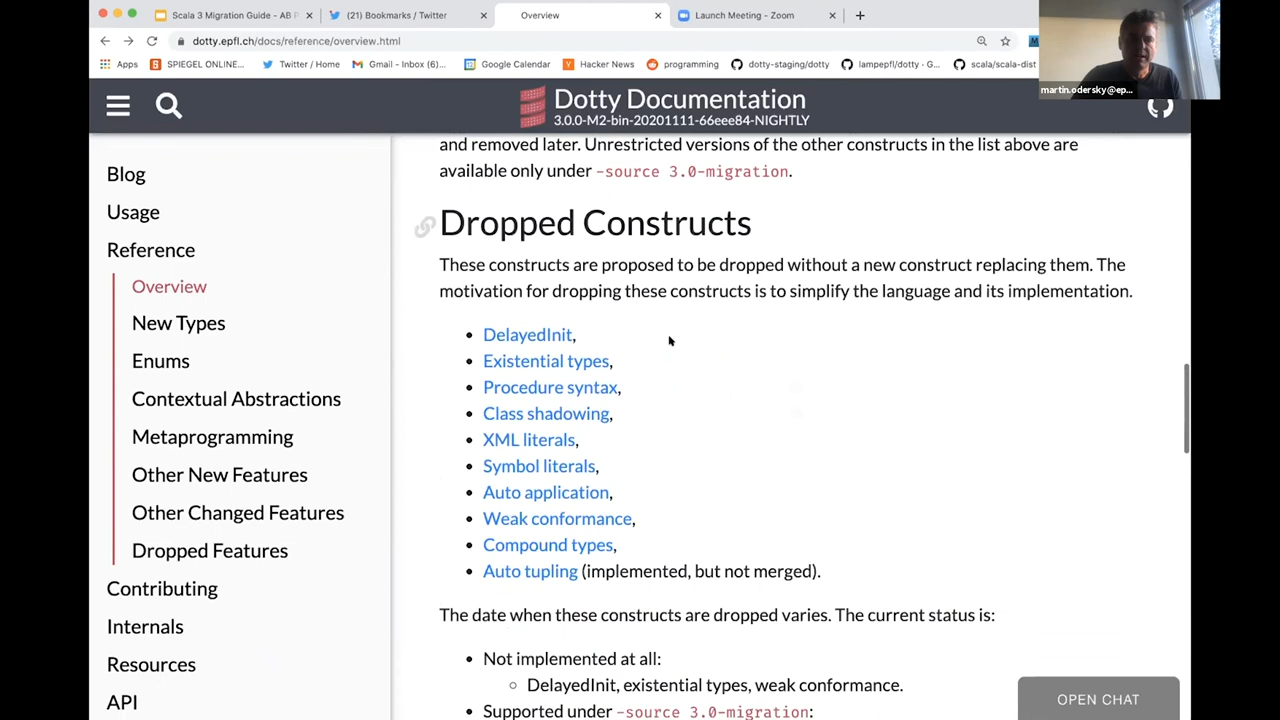 Scala 3 Migration Guide - AB P
(21) Bookmarks / Twitter
Overview
Launch Meeting - Zoom
dotty.epfl.ch/docs/reference/overview.html
Apps
SPIEGEL ONLINE...
Twitter / Home
Gmail - Inbox (6)...
Google Calendar
Hacker News
programming
dotty-staging/dotty
lampepfl/dotty - G...
scala/scala-dist
martin.odersky@ep...
Dotty Documentation
3.0.0-M2-bin-20201111-66eee84-NIGHTLY
Blog
Usage
Reference
Overview
New Types
Enums
Contextual Abstractions
Metaprogramming
Other New Features
Other Changed Features
Dropped Features
Contributing
Internals
Resources
API
and removed later. Unrestricted versions of the other constructs in the list above are
available only under -source 3.0-migration.
Dropped Constructs
These constructs are proposed to be dropped without a new construct replacing them. The
motivation for dropping these constructs is to simplify the language and its implementation.
• DelayedInit,
• Existential types,
• Procedure syntax,
• Class shadowing,
• XML literals,
• Symbol literals,
• Auto application,
• Weak conformance,
• Compound types,
• Auto tupling (implemented, but not merged).
The date when these constructs are dropped varies. The current status is:
• Not implemented at all:
○ DelayedInit, existential types, weak conformance.
• Supported under -source 3.0-migration:
OPEN CHAT